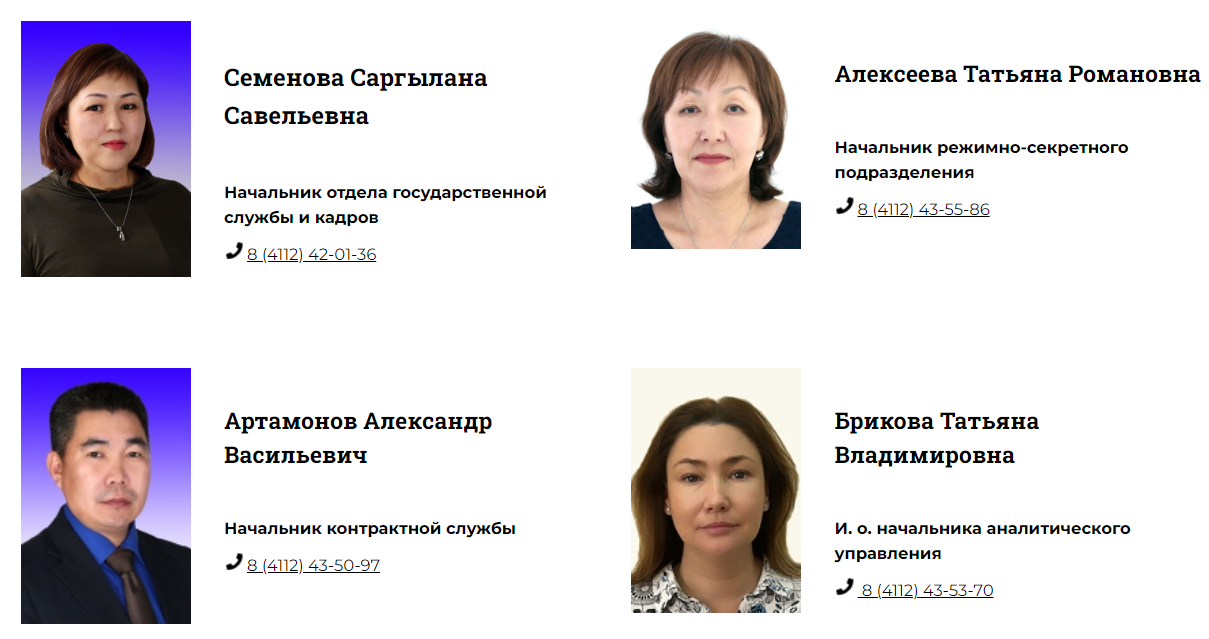 Семенова Саргылана
Савельевна
Начальник отдела государственной
службы и кадров
8 (4112) 42-01-36
Алексеева Татьяна Романовна
Начальник режимно-секретного
подразделения
8 (4112) 43-55-86
Артамонов Александр
Васильевич
Начальник контрактной службы
8 (4112) 43-50-97
Брикова Татьяна
Владимировна
И. о. начальника аналитического
управления
8 (4112) 43-53-70